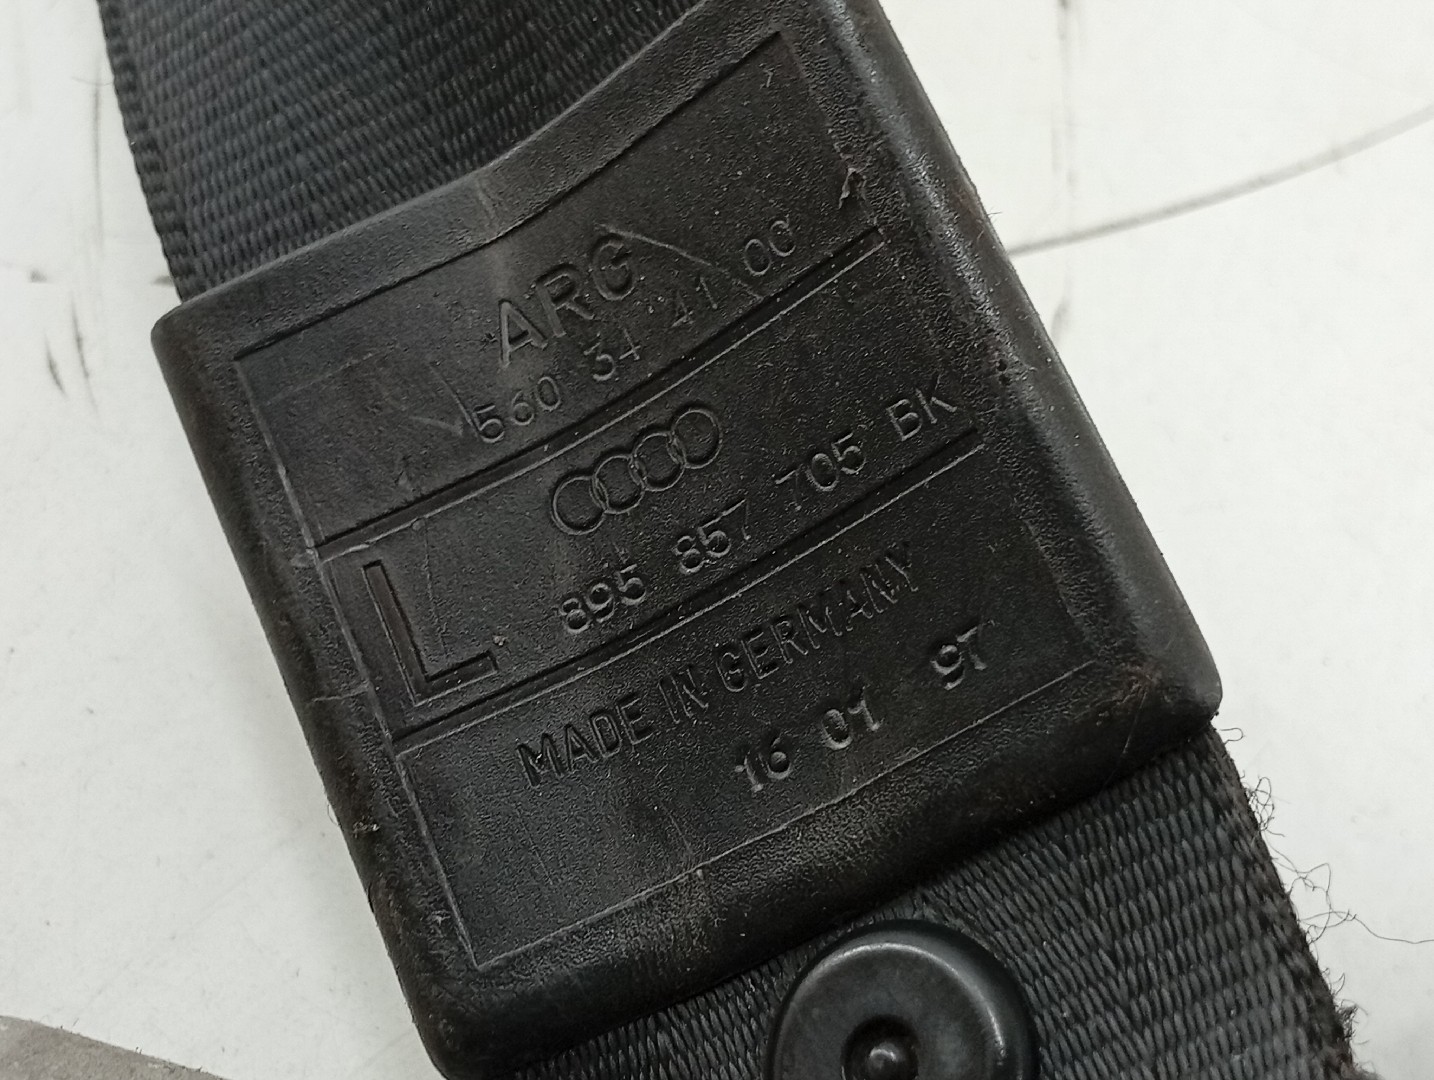 ARG
560 34 41 00
L
895 857 705 BK
MADE IN GERMANY
16 01 97